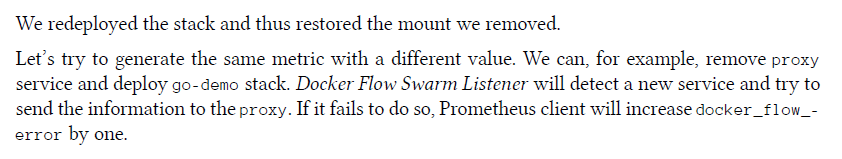 We redeployed the stack and thus restored the mount we removed.
Let’s try to generate the same metric with a different value. We can, for example, remove proxy
service and deploy go-demo stack. Docker Flow Swarm Listener will detect a new service and try to
send the information to the proxy. If it fails to do so, Prometheus client will increase docker_flow_-
error by one.